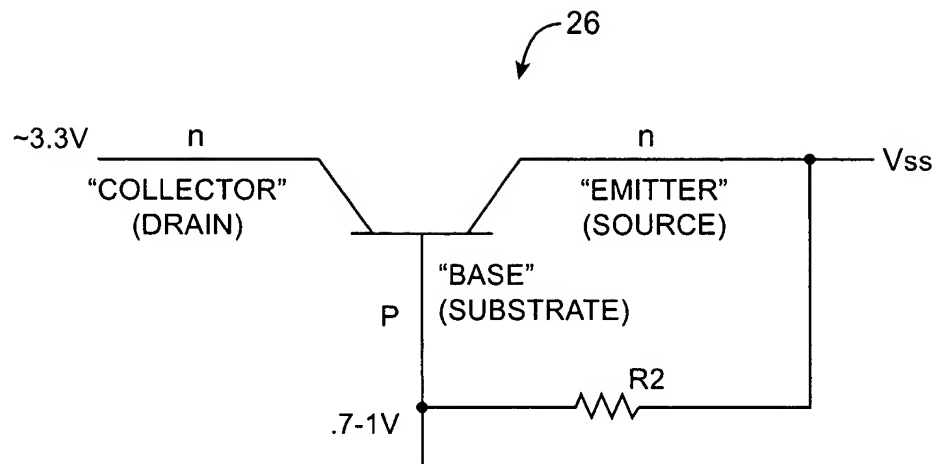 26
~3.3V
n
n
Vss
“COLLECTOR”
(DRAIN)
“EMITTER”
(SOURCE)
“BASE”
(SUBSTRATE)
P
R2
.7-1V